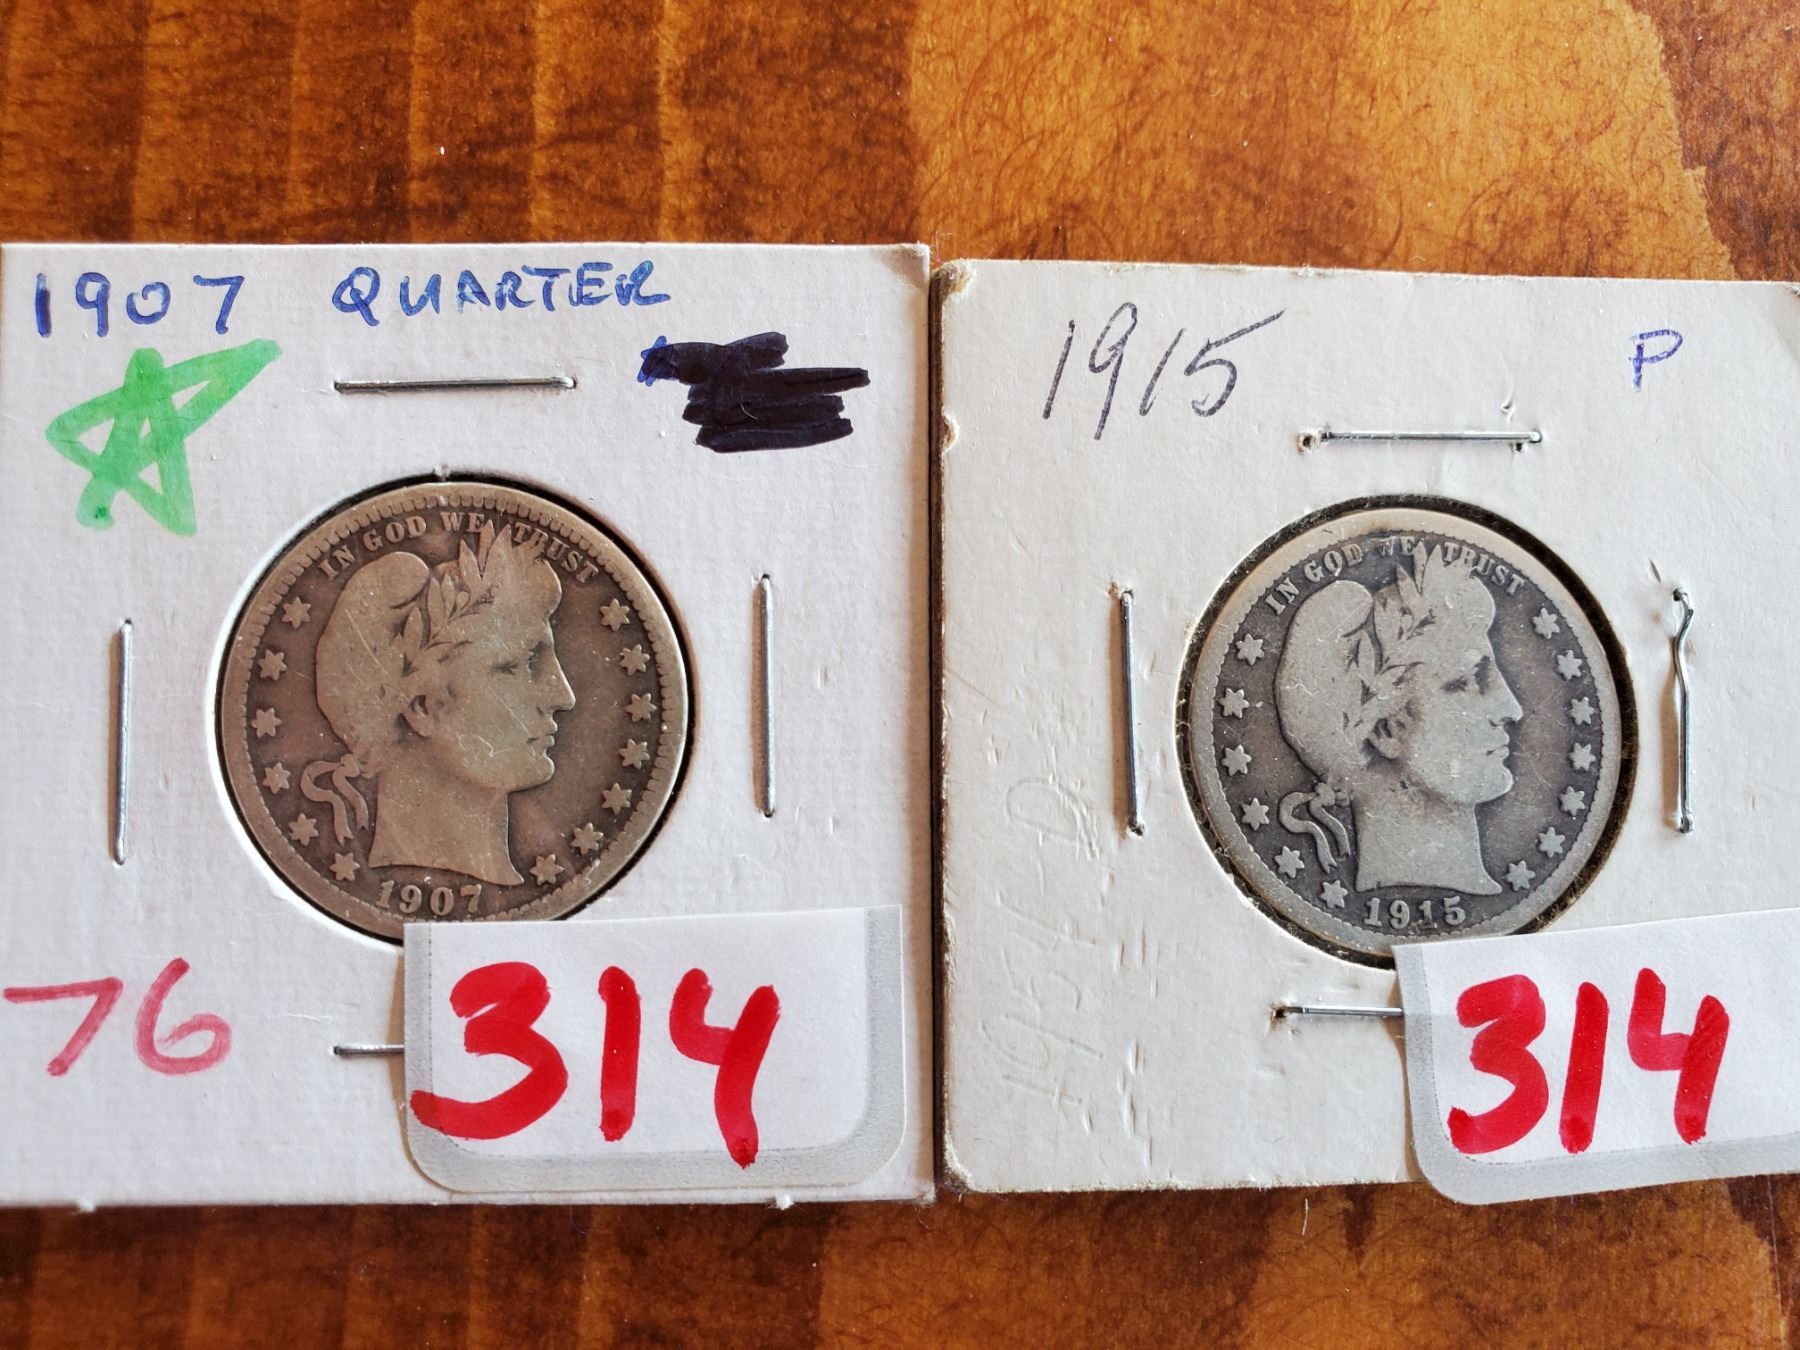 1907 QUARTER
IN GOD WE TRUST
1907
76
314
1915 P
IN GOD WE TRUST
1915
314